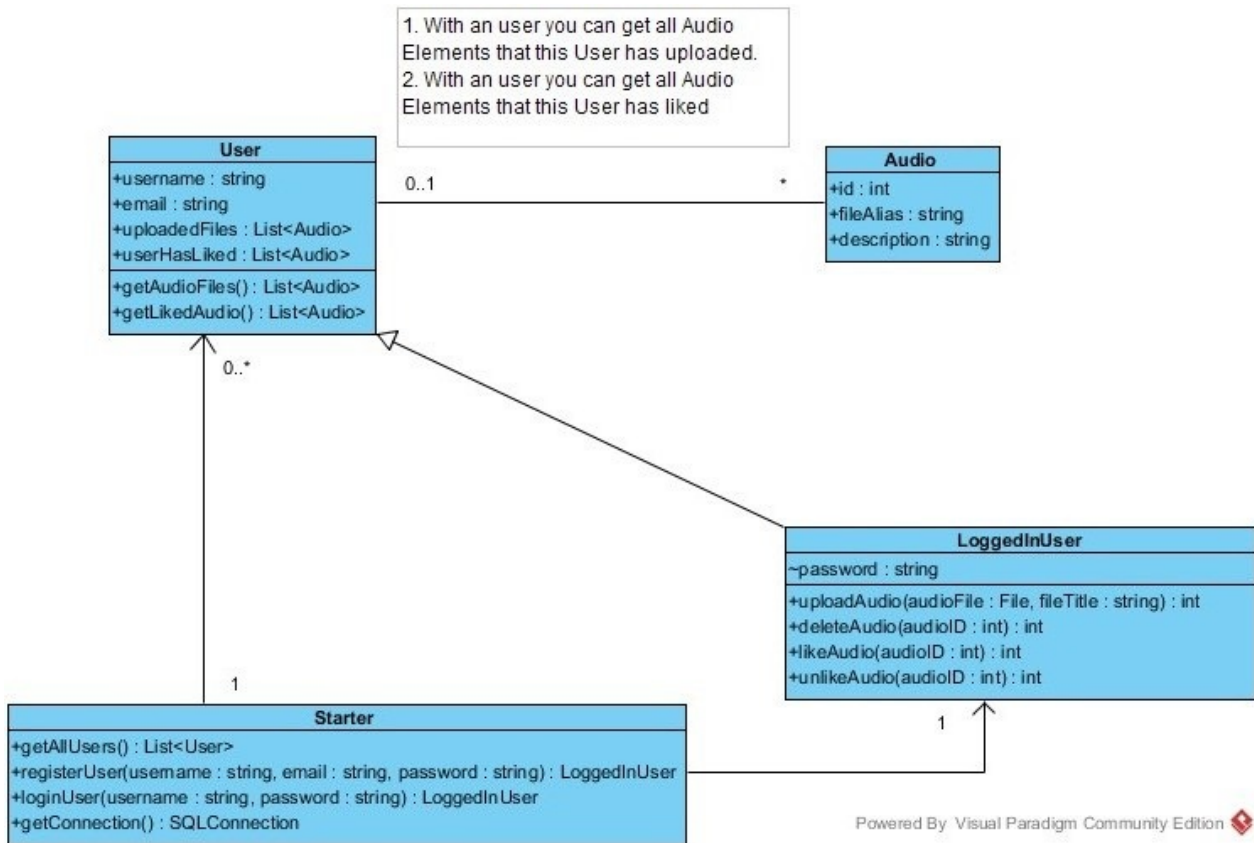 1. With an user you can get all Audio
Elements that this User has uploaded.
2. With an user you can get all Audio
Elements that this User has liked
User
+username : string
+email : string
+uploadedFiles : List<Audio>
+userHasLiked : List<Audio>
+getAudioFiles() : List<Audio>
+getLikedAudio() : List<Audio>
0..1
*
Audio
+id : int
+fileAlias : string
+description : string
0..*
LoggedInUser
~password : string
+uploadAudio(audioFile : File, fileTitle : string) : int
+deleteAudio(audioID : int) : int
+likeAudio(audioID : int) : int
+unlikeAudio(audioID : int) : int
1
1
Starter
+getAllUsers() : List<User>
+registerUser(username : string, email : string, password : string) : LoggedInUser
+loginUser(username : string, password : string) : LoggedInUser
+getConnection() : SQLConnection
Powered By Visual Paradigm Community Edition